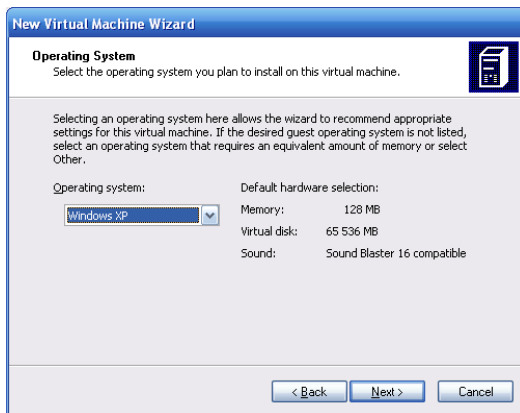 New Virtual Machine Wizard
Operating System
Select the operating system you plan to install on this virtual machine.
Selecting an operating system here allows the wizard to recommend appropriate
settings for this virtual machine. If the desired guest operating system is not listed,
select an operating system that requires an equivalent amount of memory or select
Other.
Operating system: Default hardware selection:
Windows XP Memory: 128 MB
Virtual disk: 65 536 MB
Sound: Sound Blaster 16 compatible
< Back Next > Cancel